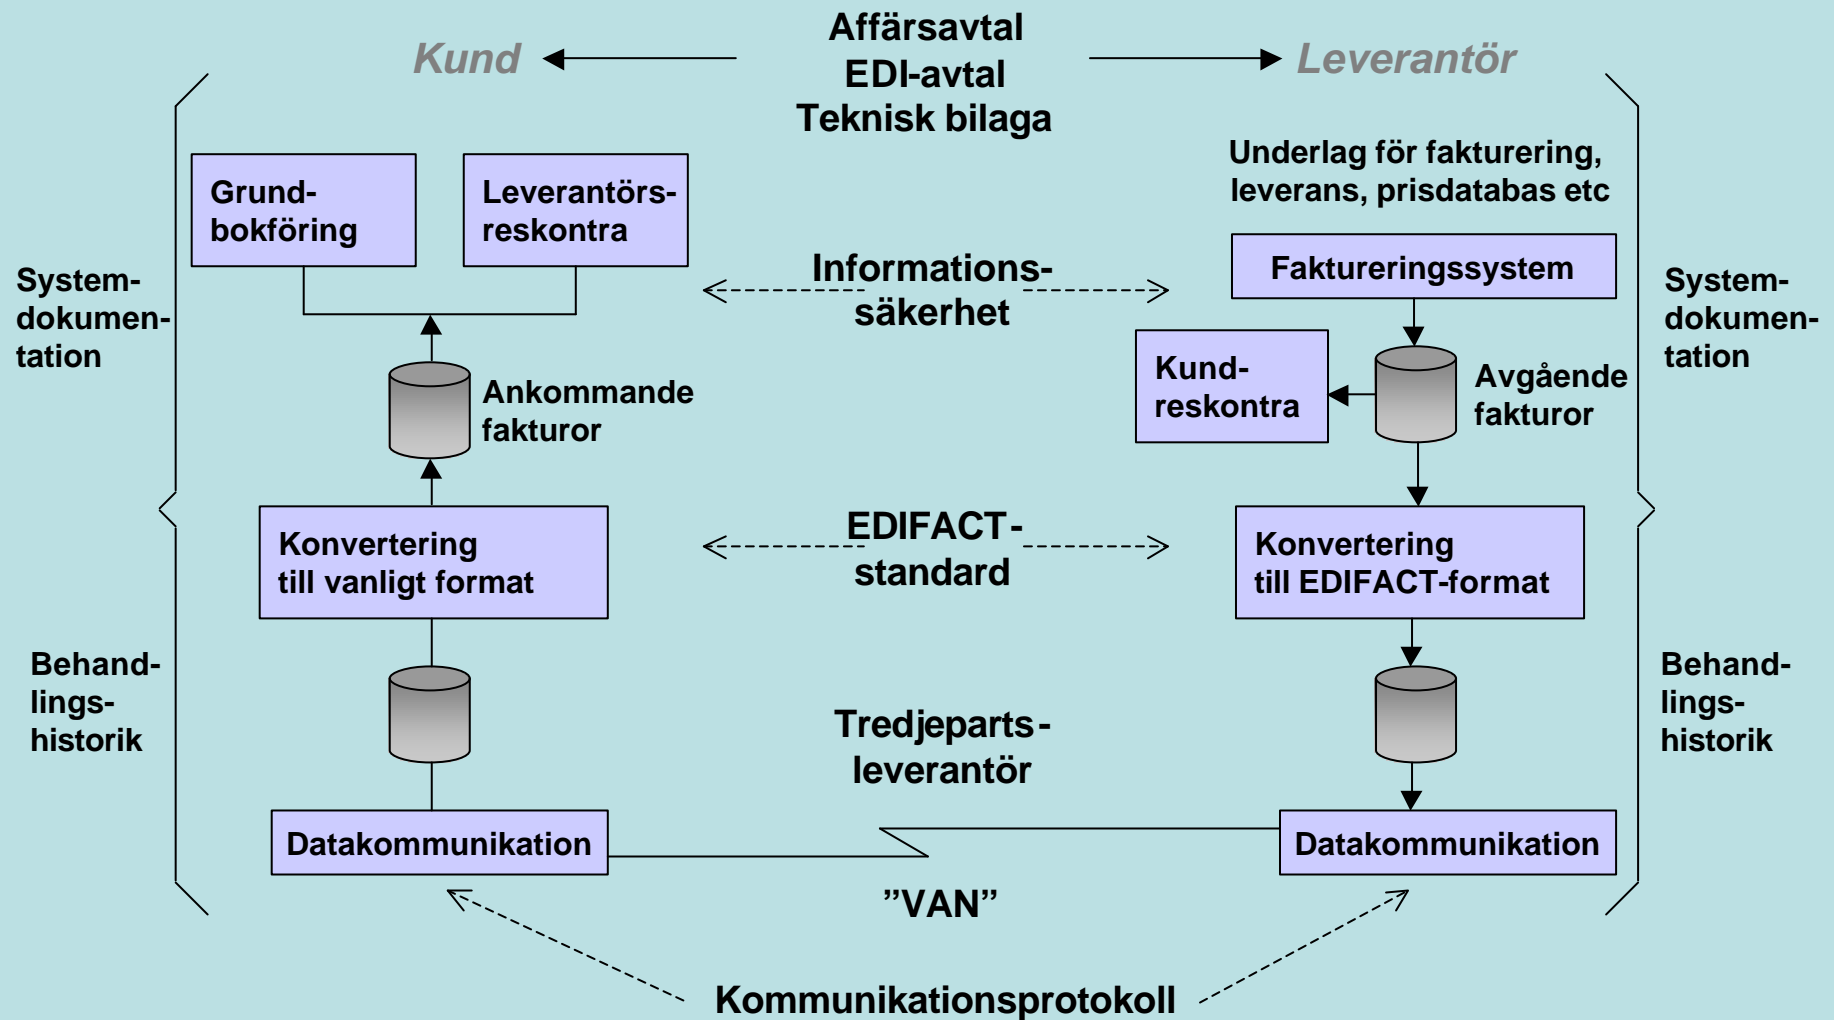 Affärsavtal
Kund
EDI-avtal
Leverantör
Teknisk bilaga
Underlag för fakturering,
leverans, prisdatabas etc
Grund-
bokföring
Leverantörs-
reskontra
Informations-
säkerhet
Faktureringssystem
System-
dokumen-
tation
System-
dokumen-
tation
Ankommande
fakturor
Kund-
reskontra
Avgående
fakturor
Konvertering
till vanligt format
EDIFACT-
standard
Konvertering
till EDIFACT-format
Behand-
lings-
historik
Tredjeparts-
leverantör
Behand-
lings-
historik
Datakommunikation
Datakommunikation
”VAN”
Kommunikationsprotokoll